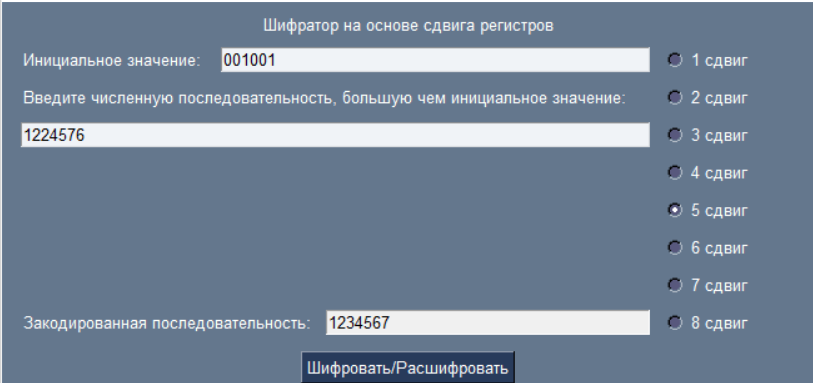 Шифратор на основе сдвига регистров
Инициальное значение: 001001
1 сдвиг
Введите численную последовательность, большую чем инициальное значение:
2 сдвиг
1224576
3 сдвиг
4 сдвиг
5 сдвиг
6 сдвиг
7 сдвиг
Закодированная последовательность: 1234567
8 сдвиг
Шифровать/Расшифровать